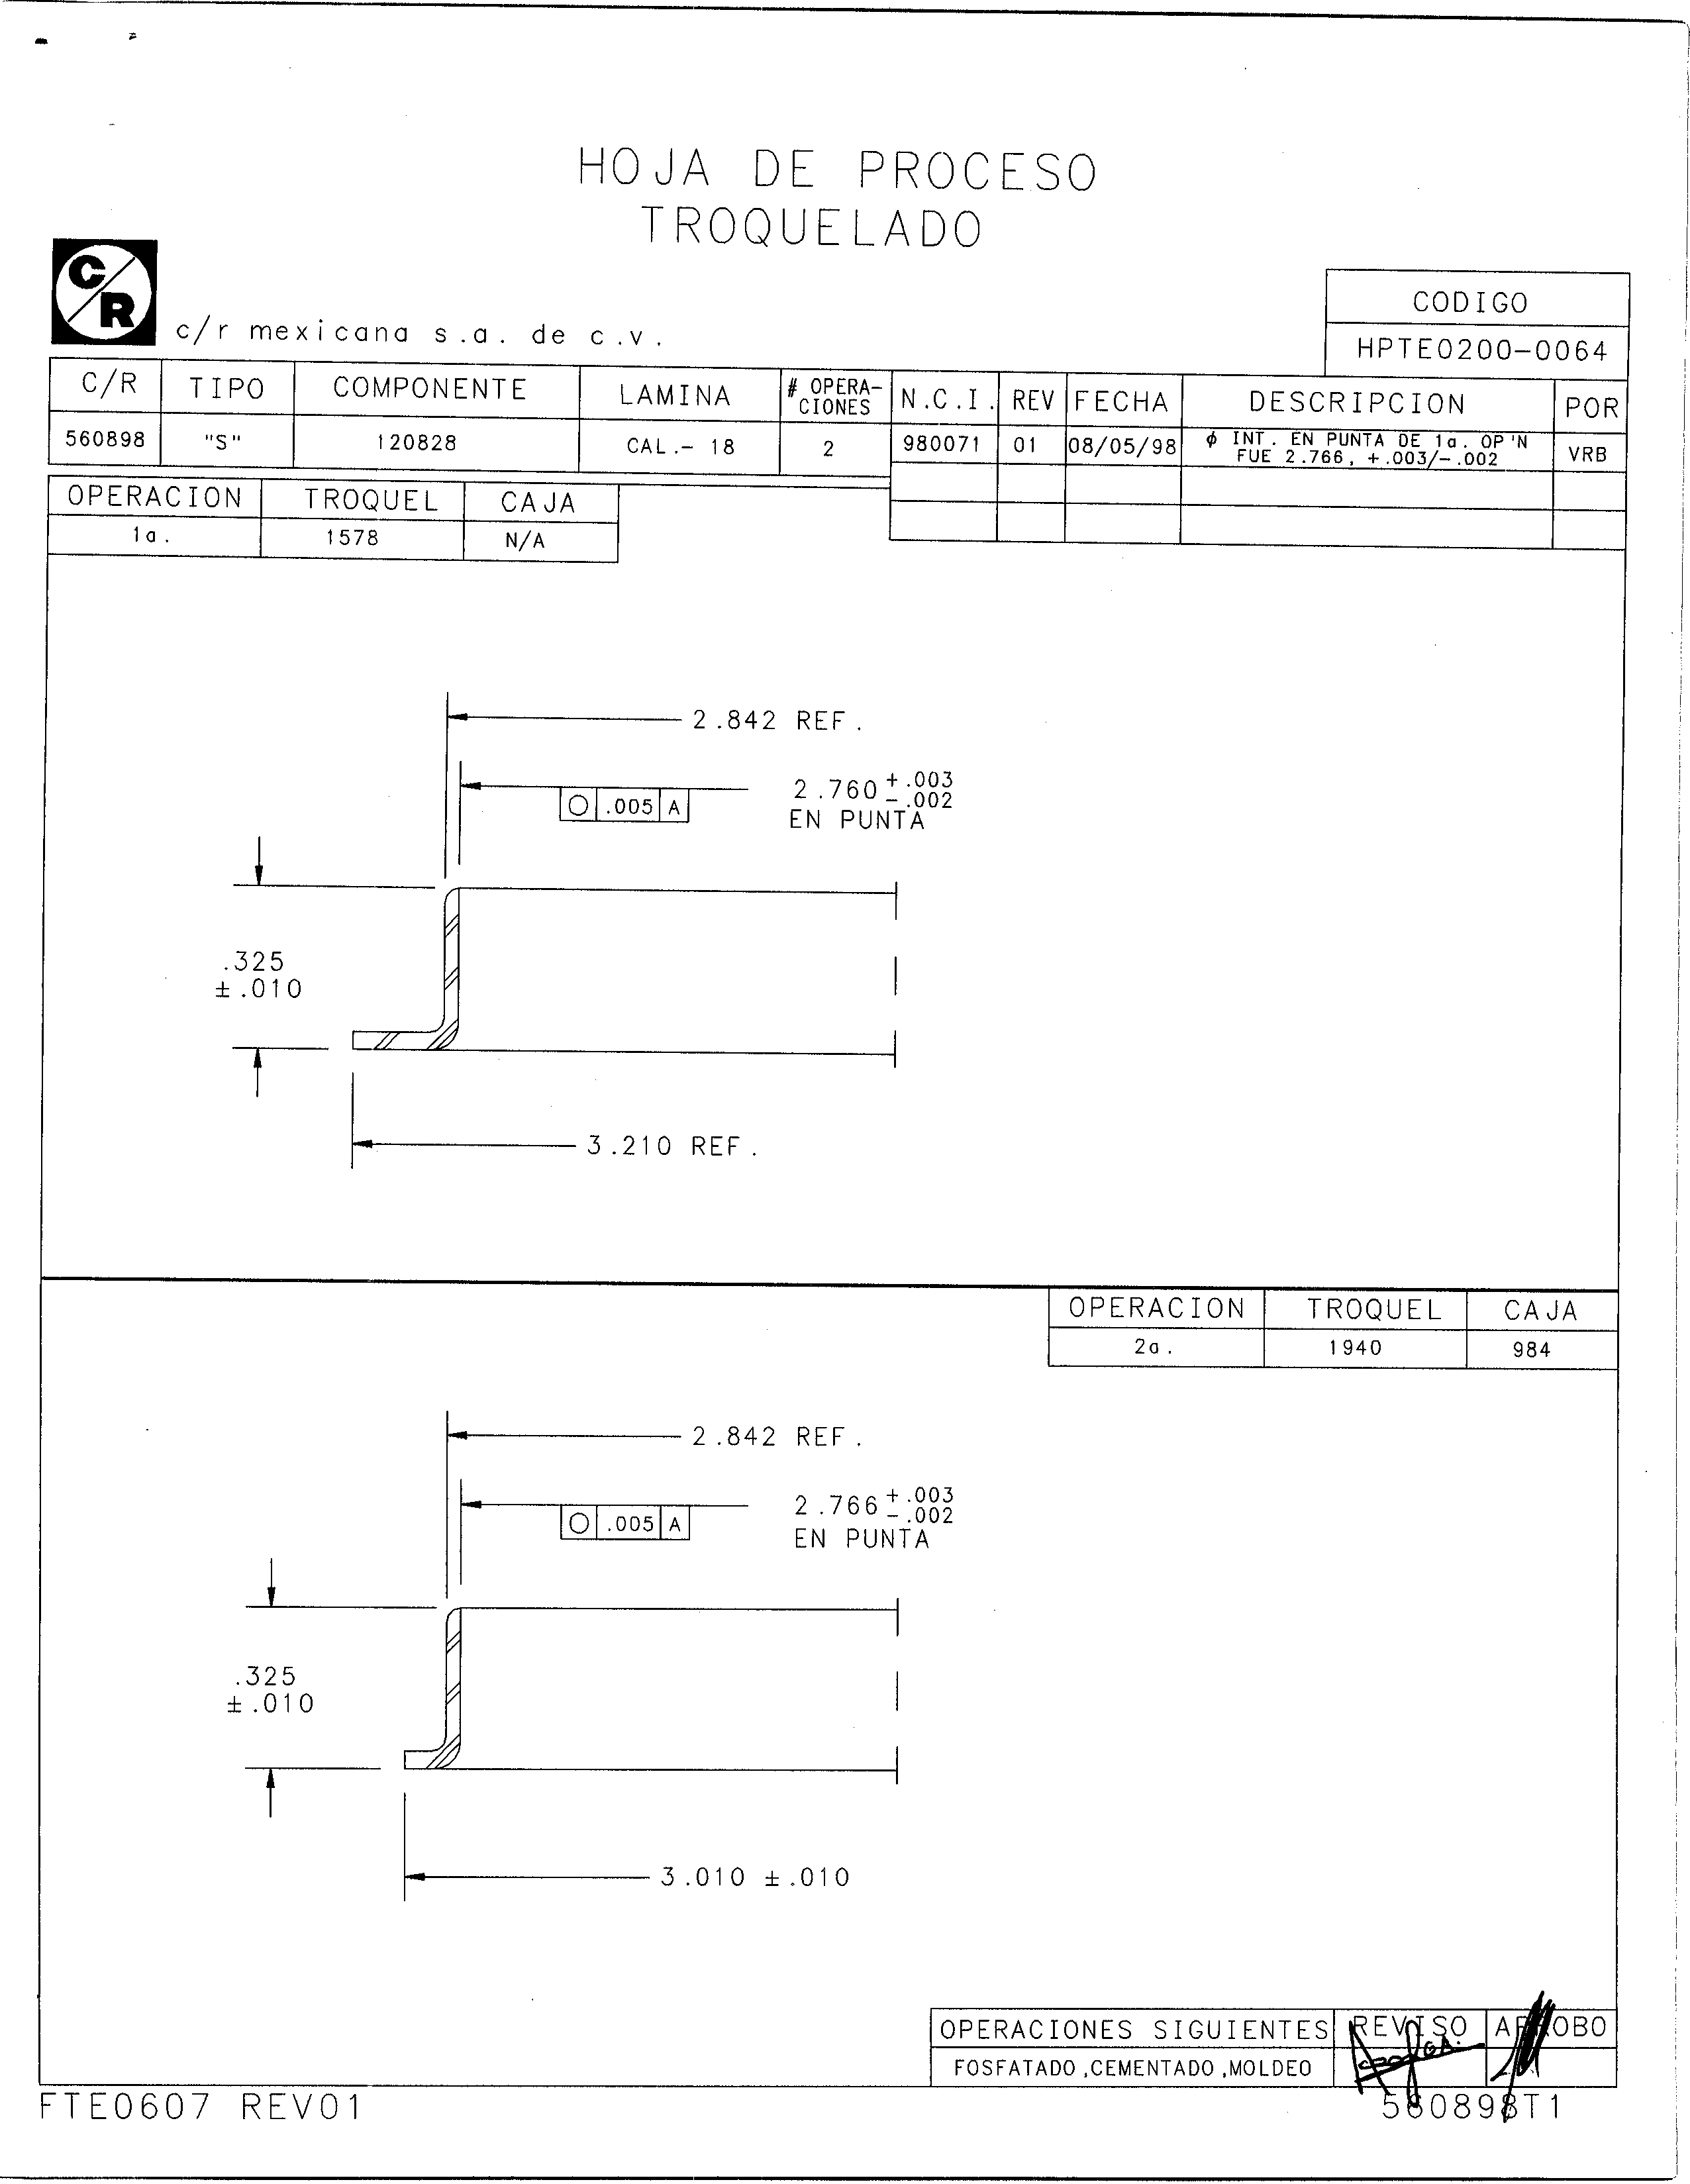 HOJA DE PROCESO
TROQUELADO
C/R
c/r mexicana s.a. de c.v.
CODIGO
HPTE0200-0064
C/R TIPO COMPONENTE LAMINA # OPERA-CIONES N.C.I. REV FECHA DESCRIPCION POR
560898 "S" 120828 CAL.- 18 2 980071 01 08/05/98 ϕ INT. EN PUNTA DE 1a. OP'N
FUE 2.766, +.003/-.002 VRB
OPERACION TROQUEL CAJA
1a. 1578 N/A
2.842 REF.
2.760 +.003
-.002
○ .005 A
EN PUNTA
.325
±.010
3.210 REF.
OPERACION TROQUEL CAJA
2a. 1940 984
2.842 REF.
2.766 +.003
-.002
○ .005 A
EN PUNTA
.325
±.010
3.010 ±.010
OPERACIONES SIGUIENTES REVISO APROBO
FOSFATADO,CEMENTADO,MOLDEO
FTE0607 REV01
560898T1